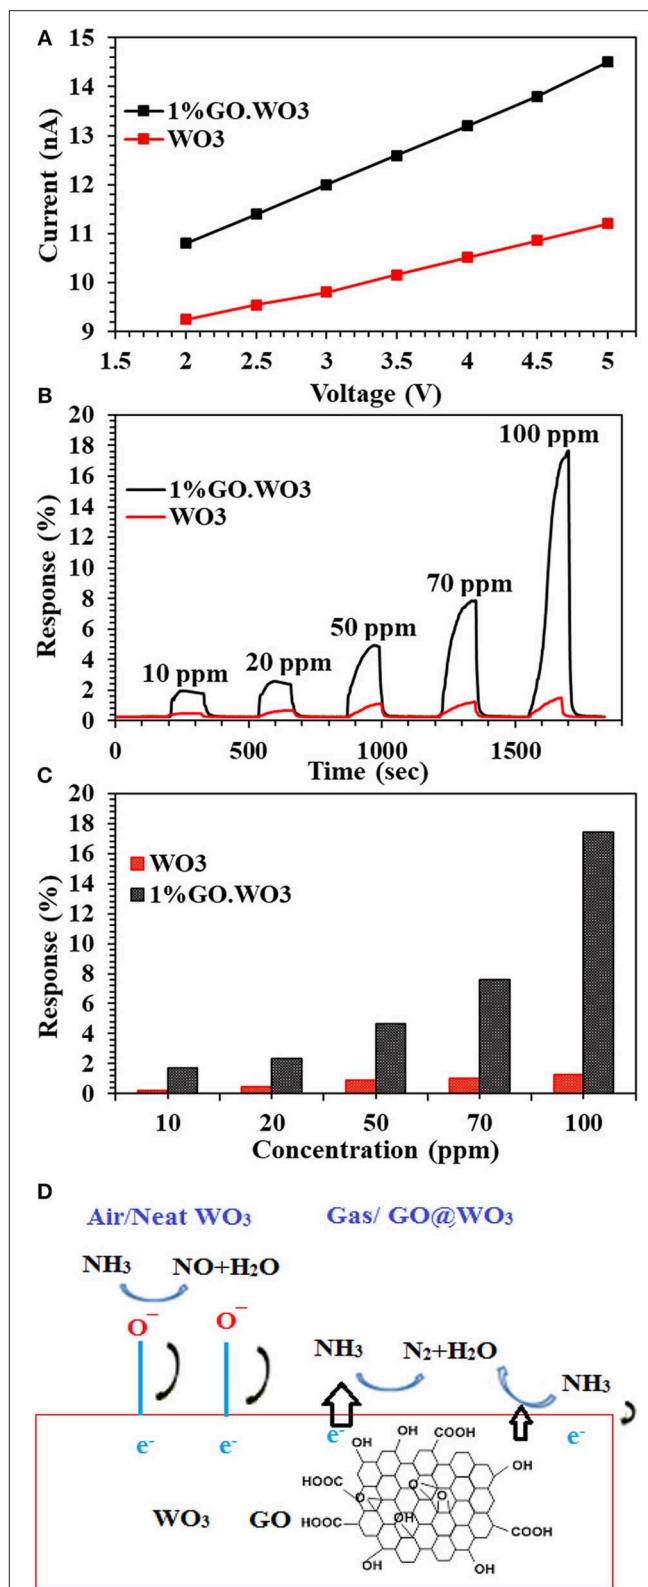 A
15
14
13
12
11
10
9
Current (nA)
1%GO.WO3
WO3
1.5 2 2.5 3 3.5 4 4.5 5
Voltage (V)
B
20
18
16
14
12
10
8
6
4
2
0
Response (%)
1%GO.WO3
WO3
100 ppm
70 ppm
50 ppm
20 ppm
10 ppm
0 500 1000 1500
Time (sec)
C
20
18
16
14
12
10
8
6
4
2
0
Response (%)
WO3
1%GO.WO3
10 20 50 70 100
Concentration (ppm)
D
Air/Neat WO₃ Gas/ GO@WO₃
NH₃ NO+H₂O
O⁻ O⁻
NH₃ N₂+H₂O
NH₃
e⁻ e⁻ e⁻ e⁻
OH OH COOH
OH
HOOC
O O O
HOOC OH
COOH
OH OH
WO₃ GO